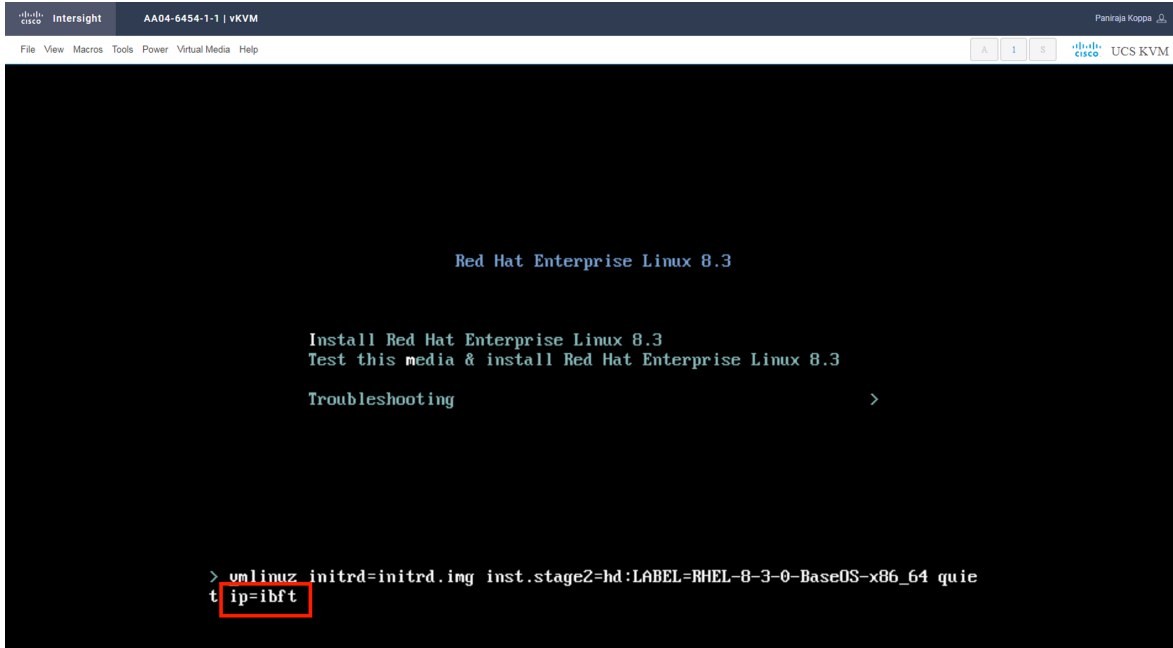 cisco Intersight AA04-6454-1-1 | vKVM Paniraja Koppa
File View Macros Tools Power Virtual Media Help A 1 S cisco UCS KVM
Red Hat Enterprise Linux 8.3
Install Red Hat Enterprise Linux 8.3
Test this media & install Red Hat Enterprise Linux 8.3
Troubleshooting >
> vmlinuz initrd=initrd.img inst.stage2=hd:LABEL=RHEL-8-3-0-BaseOS-x86_64 quie
t ip=ibft